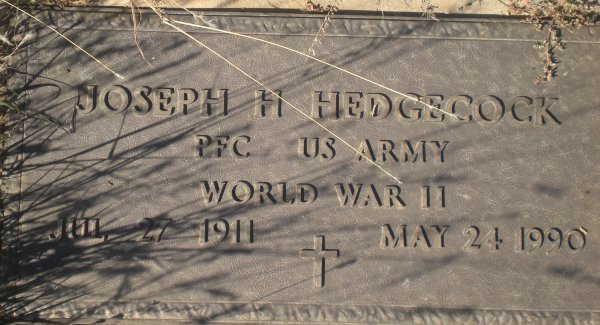 JOSEPH H HEDGECOCK
PFC US ARMY
WORLD WAR II
JUL 27 1911 MAY 24 1990